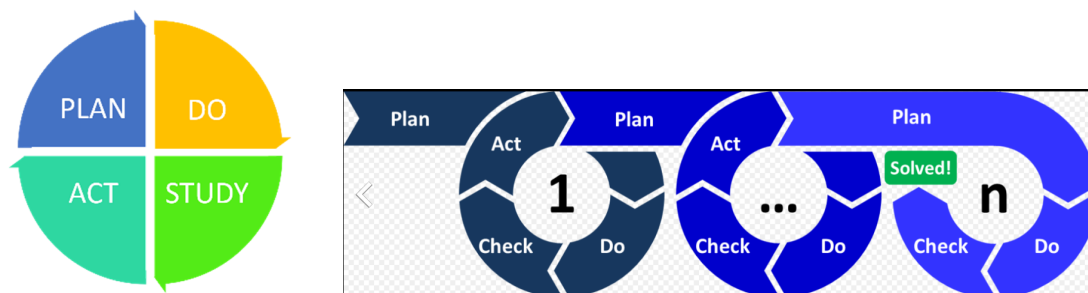 PLAN DO
ACT STUDY
Plan Plan Plan
Act Act
Solved!
1 ... n
Check Do Check Do Check Do